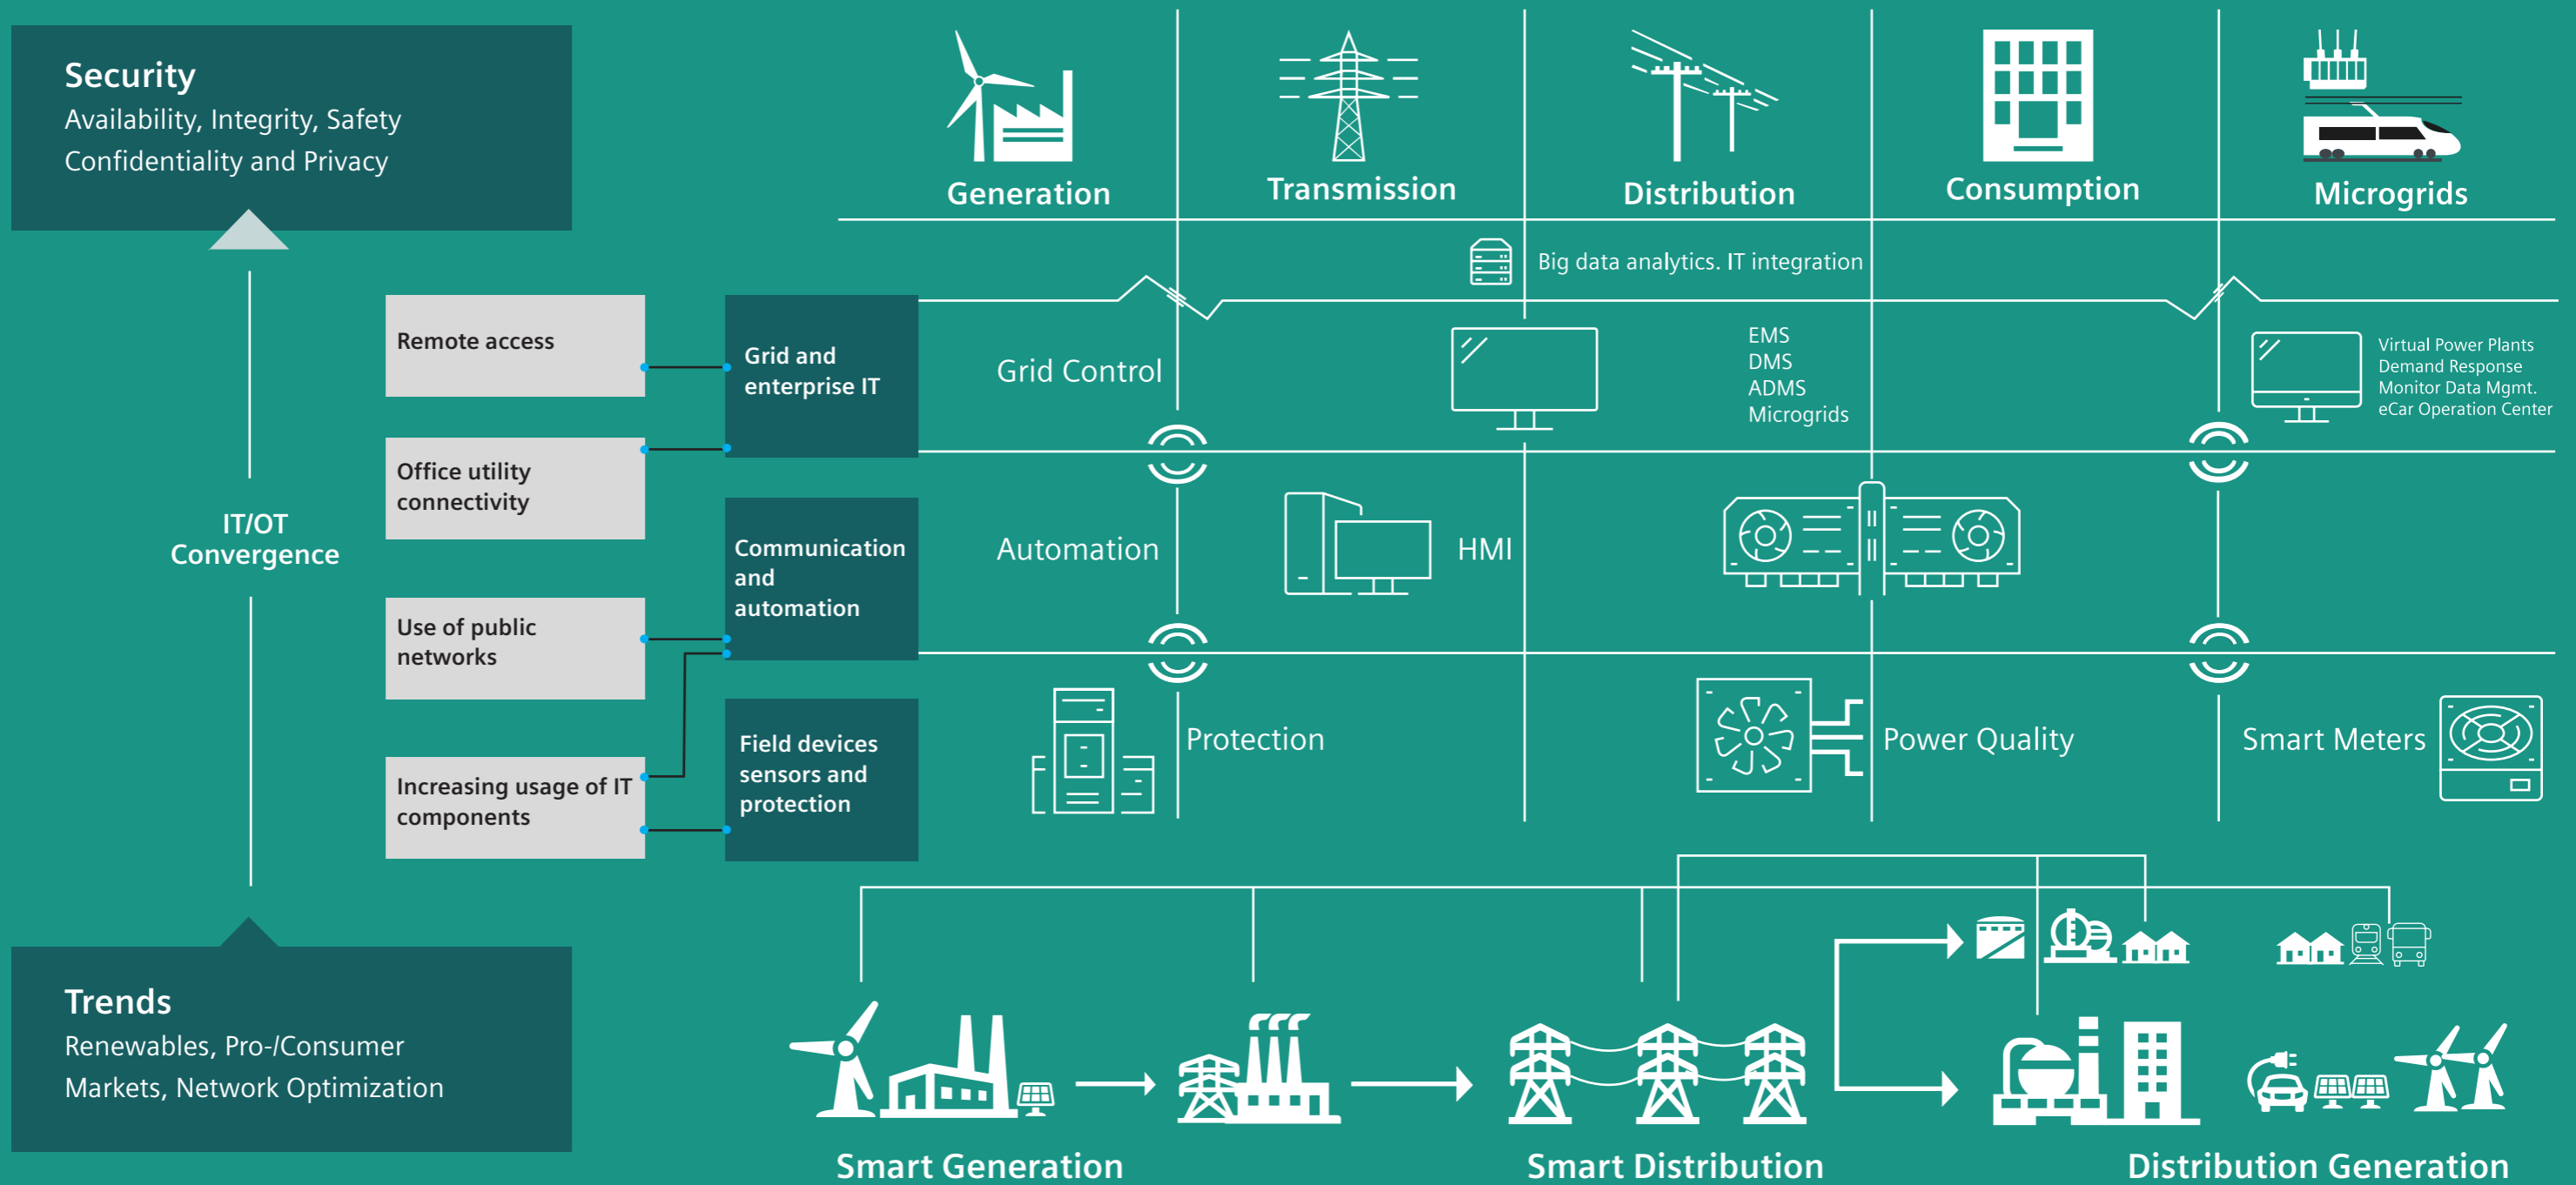 Security
Availability, Integrity, Safety
Confidentiality and Privacy
Generation
Transmission
Distribution
Consumption
Microgrids
Big data analytics. IT integration
Remote access
Office utility
connectivity
Use of public
networks
Increasing usage of IT
components
IT/OT
Convergence
Grid and
enterprise IT
Communication
and
automation
Field devices
sensors and
protection
Grid Control
EMS
DMS
ADMS
Microgrids
Virtual Power Plants
Demand Response
Monitor Data Mgmt.
eCar Operation Center
Automation
HMI
Protection
Power Quality
Smart Meters
Trends
Renewables, Pro-/Consumer
Markets, Network Optimization
Smart Generation
Smart Distribution
Distribution Generation